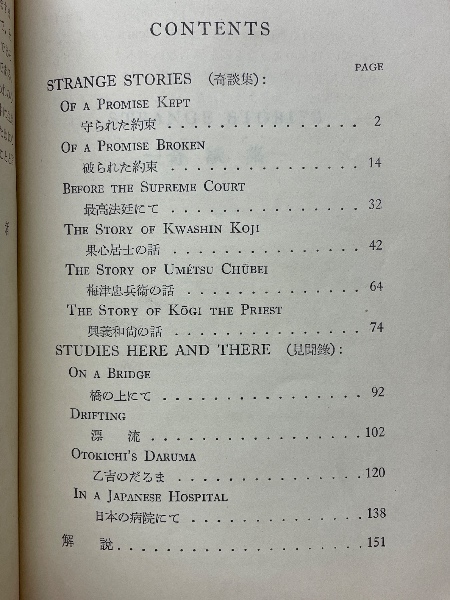 CONTENTS
PAGE
STRANGE STORIES (奇談集):
OF A PROMISE KEPT
守られた約束 . . . . . . . . . . . . . . . 2
OF A PROMISE BROKEN
破られた約束 . . . . . . . . . . . . . . . 14
BEFORE THE SUPREME COURT
最高法廷にて . . . . . . . . . . . . . . . 32
THE STORY OF KWASHIN KOJI
果心居士の話 . . . . . . . . . . . . . . . 42
THE STORY OF UMÉTSU CHŪBEI
梅津忠兵衞の話 . . . . . . . . . . . . . . 64
THE STORY OF KŌGI THE PRIEST
興義和尙の話 . . . . . . . . . . . . . . . 74
STUDIES HERE AND THERE (見聞錄):
ON A BRIDGE
橋の上にて . . . . . . . . . . . . . . . . 92
DRIFTING
漂 流 . . . . . . . . . . . . . . . . 102
OTOKICHI'S DARUMA
乙吉のだるま . . . . . . . . . . . . . . . 120
IN A JAPANESE HOSPITAL
日本の病院にて . . . . . . . . . . . . . . 138
解 説 . . . . . . . . . . . . . . . . . . 151